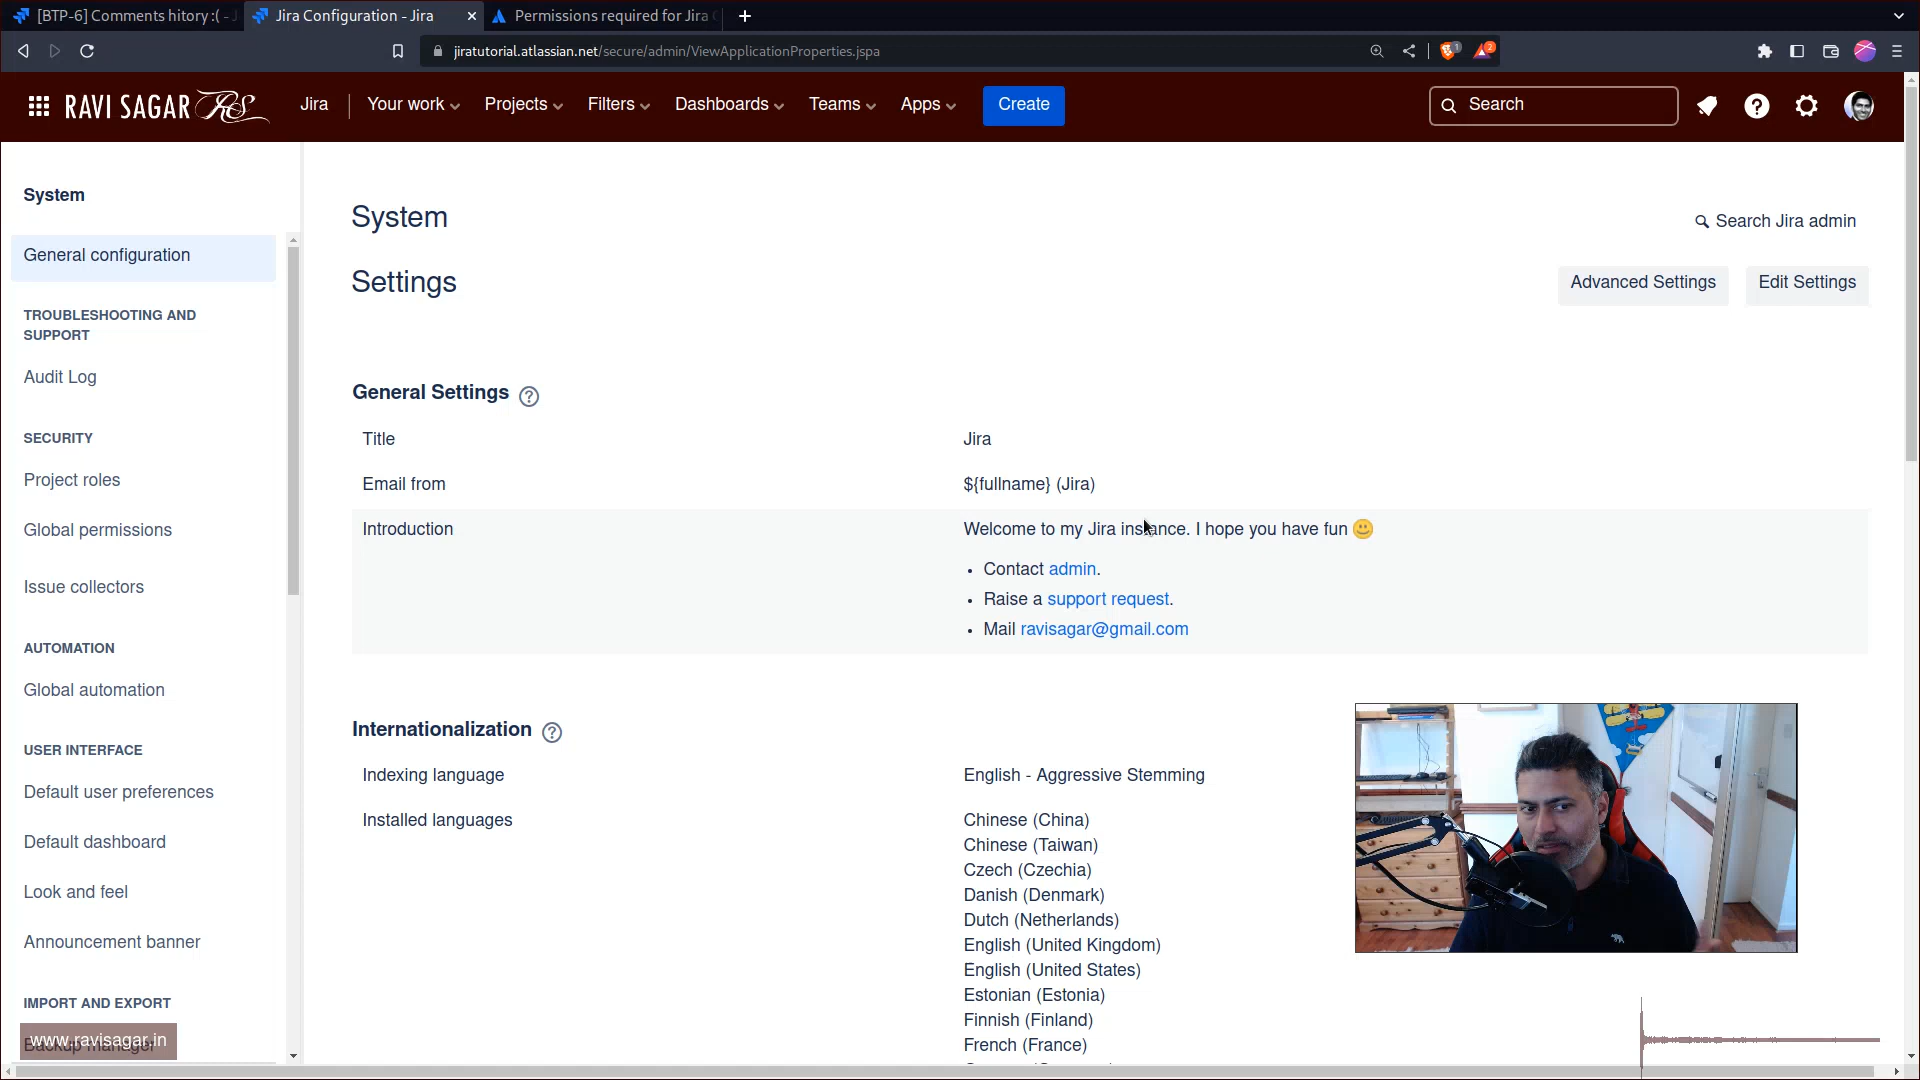 [BTP-6] Comments hitory :( - J
Jira Configuration - Jira
Permissions required for Jira C
jiratutorial.atlassian.net/secure/admin/ViewApplicationProperties.jspa
1
2
RAVI SAGAR RS
Jira
Your work
Projects
Filters
Dashboards
Teams
Apps
Create
Search
System
General configuration
TROUBLESHOOTING AND
SUPPORT
Audit Log
SECURITY
Project roles
Global permissions
Issue collectors
AUTOMATION
Global automation
USER INTERFACE
Default user preferences
Default dashboard
Look and feel
Announcement banner
IMPORT AND EXPORT
Backup manager
www.ravisagar.in
System
Search Jira admin
Settings
Advanced Settings
Edit Settings
General Settings
Title
Jira
Email from
${fullname} (Jira)
Introduction
Welcome to my Jira instance. I hope you have fun 🙂
• Contact admin.
• Raise a support request.
• Mail ravisagar@gmail.com
Internationalization
Indexing language
English - Aggressive Stemming
Installed languages
Chinese (China)
Chinese (Taiwan)
Czech (Czechia)
Danish (Denmark)
Dutch (Netherlands)
English (United Kingdom)
English (United States)
Estonian (Estonia)
Finnish (Finland)
French (France)